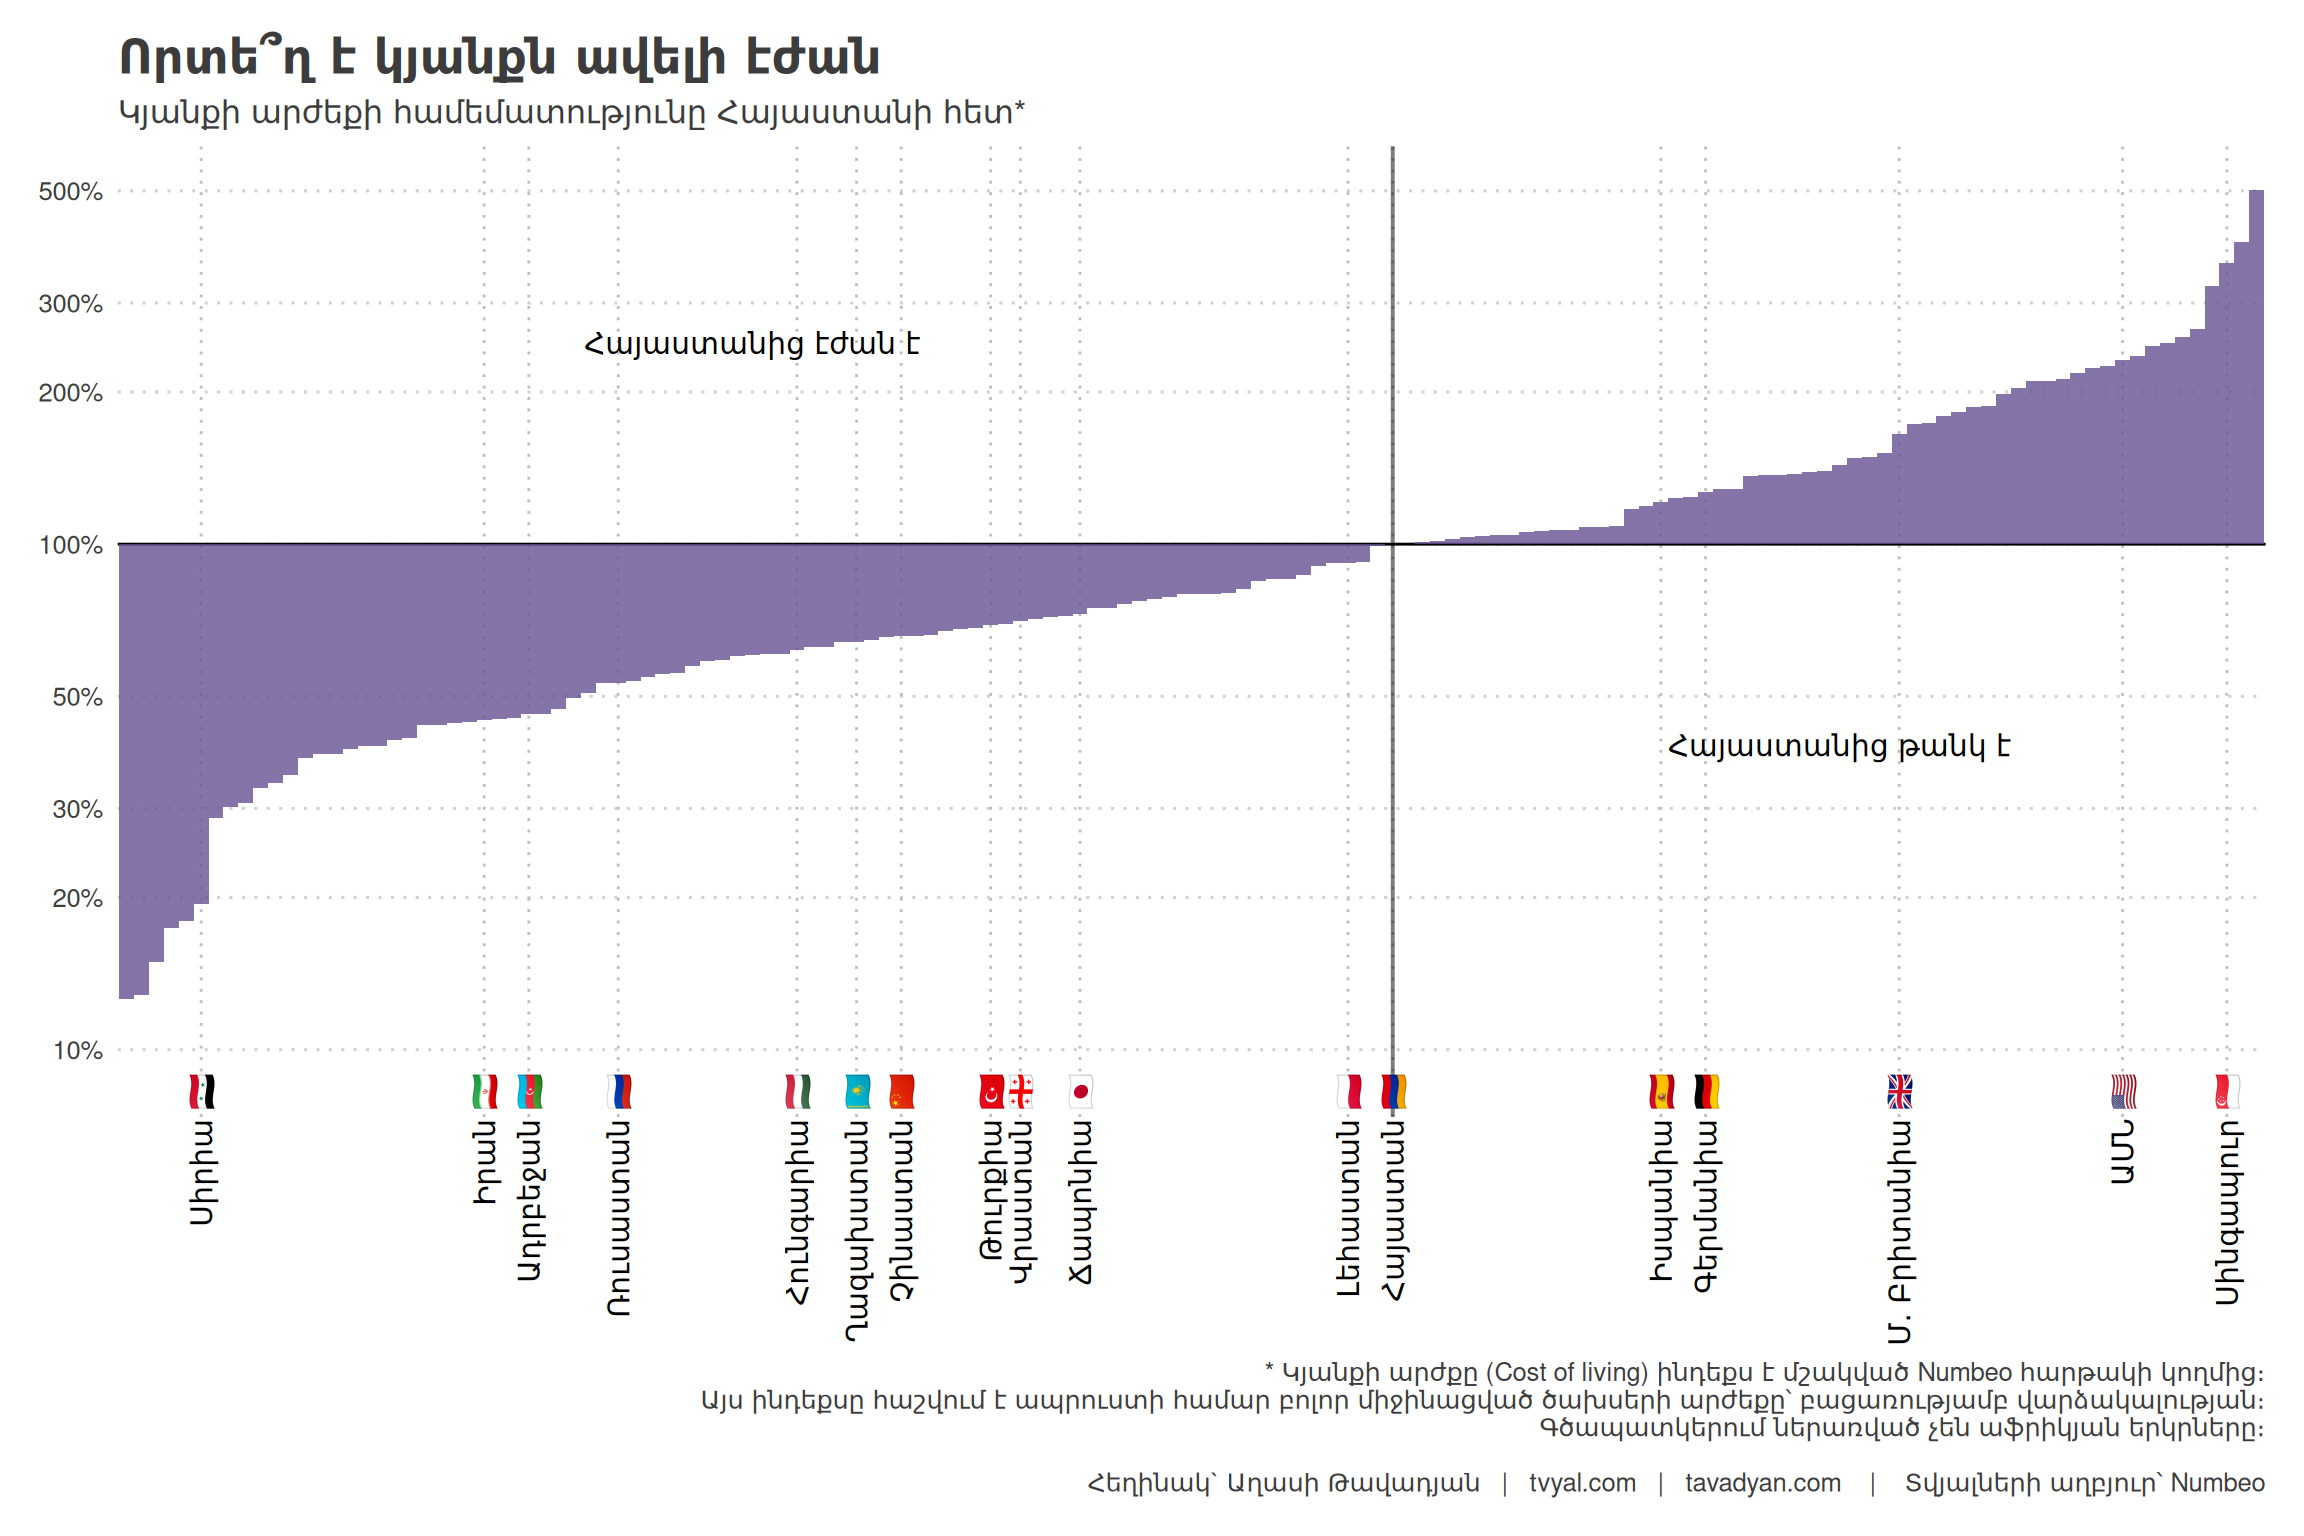 Որտե՞ղ է կյանքն ավելի էժան
Կյանքի արժեքի համեմատությունը Հայաստանի հետ*
500%
300%
Հայաստանից էժան է
200%
100%
50%
Հայաստանից թանկ է
30%
20%
10%
Սիրիա
Իրան
Ադրբեջան
Ռուսաստան
Հունգարիա
Ղազախստան
Չինաստան
Թուրքիա
Վրաստան
Ճապոնիա
Լեհաստան
Հայաստան
Իսպանիա
Գերմանիա
Մ. Բրիտանիա
ԱՄՆ
Սինգապուր
* Կյանքի արժքը (Cost of living) ինդեքս է մշակված Numbeo հարթակի կողմից։
Այս ինդեքսը հաշվում է ապրուստի համար բոլոր միջինացված ծախսերի արժեքը՝ բացառությամբ վարձակալության։
Գծապատկերում ներառված չեն աֆրիկյան երկրները։
Հեղինակ՝ Աղասի Թավադյան | tvyal.com | tavadyan.com | Տվյալների աղբյուր՝ Numbeo